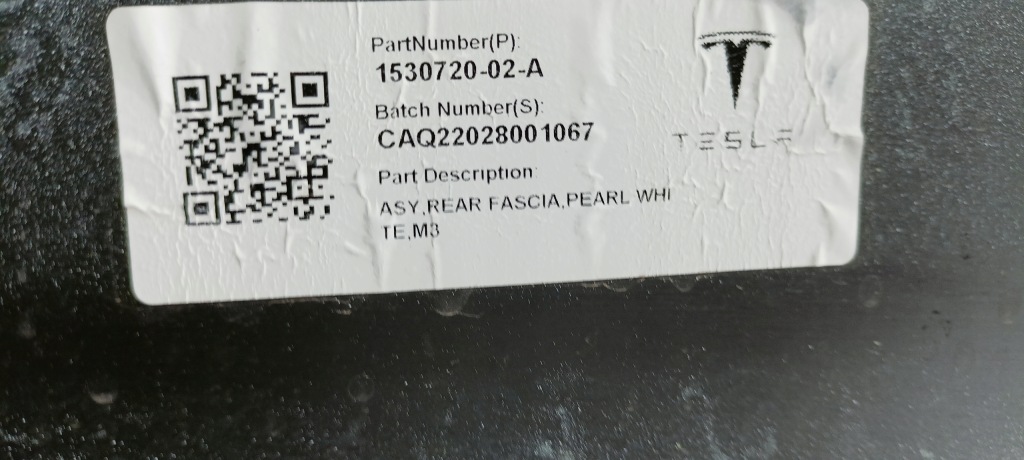 PartNumber(P):
1530720-02-A
Batch Number(S):
CAQ22028001067
Part Description:
ASY,REAR FASCIA,PEARL WHI
TE,M3
TESLA